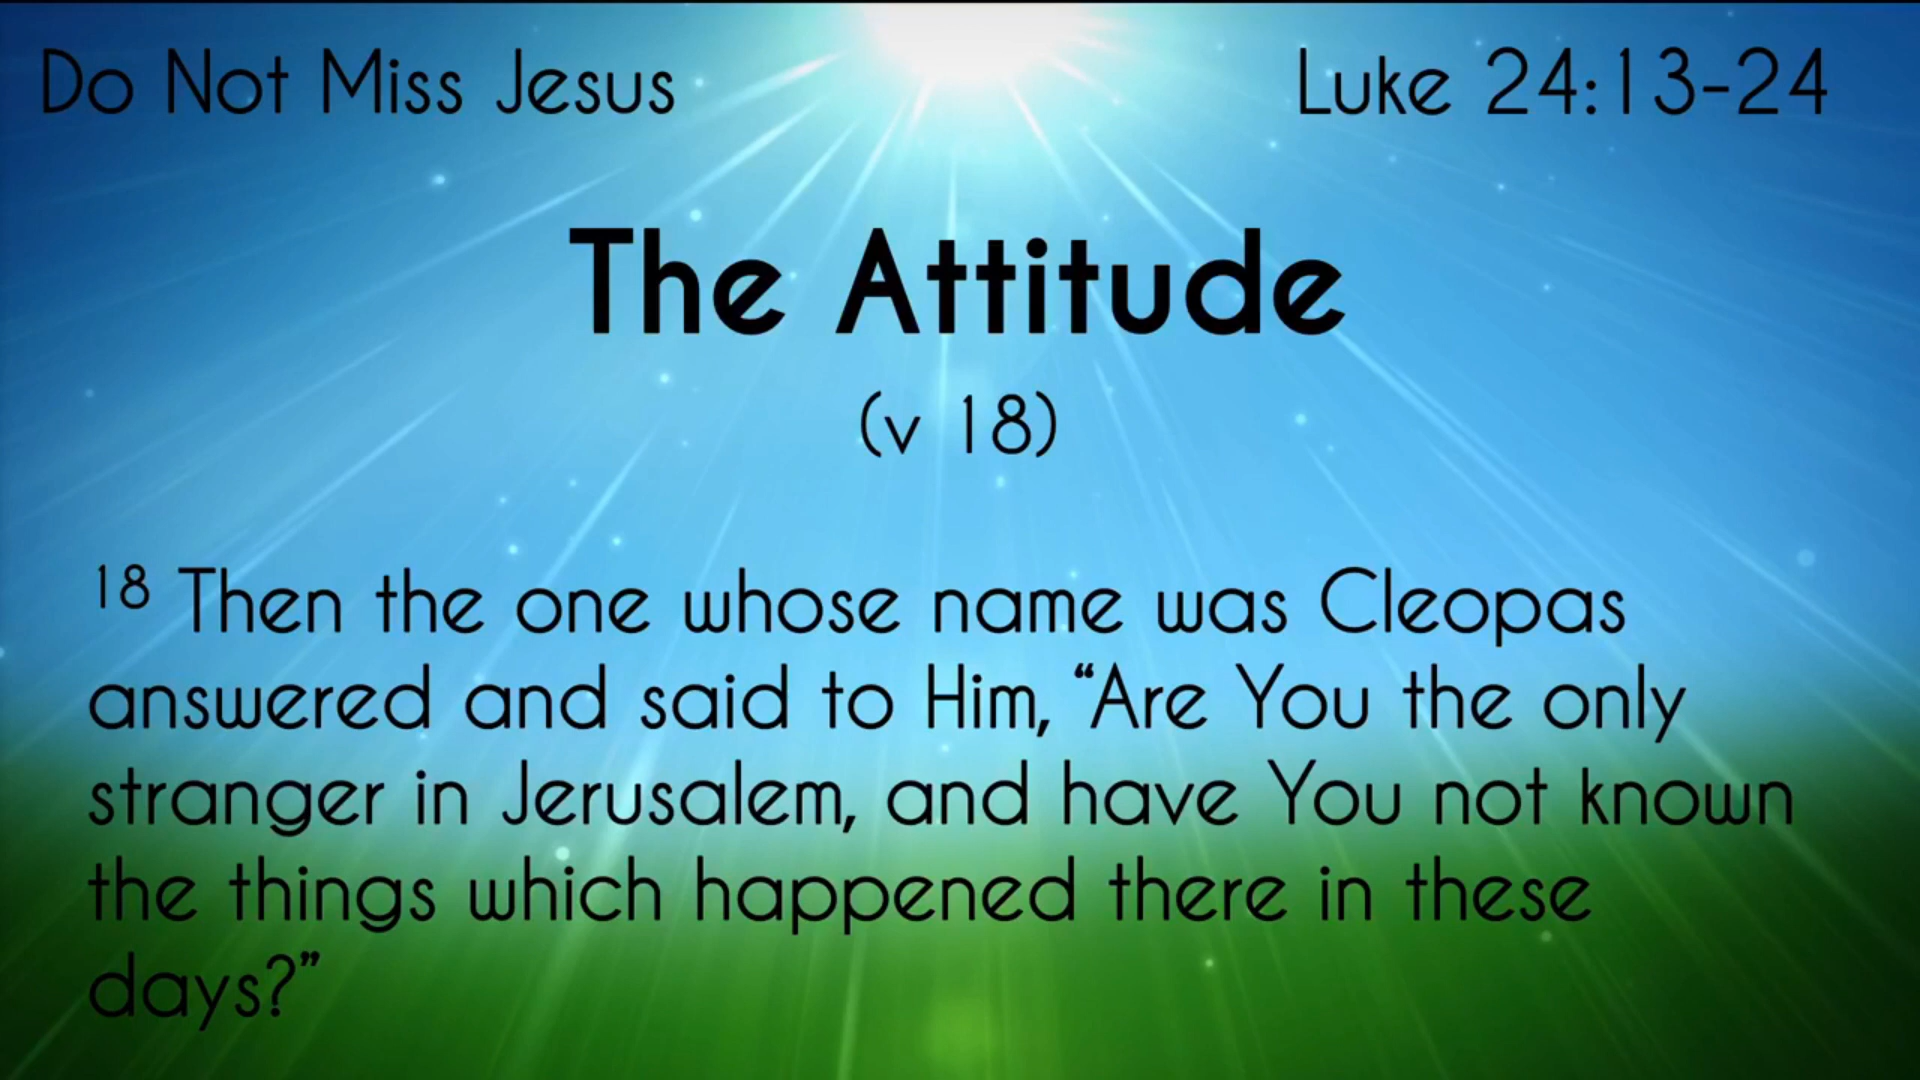 Do Not Miss Jesus
Luke 24:13-24
The Attitude
(v 18)
18 Then the one whose name was Cleopas
answered and said to Him, “Are You the only
stranger in Jerusalem, and have You not known
the things which happened there in these
days?”